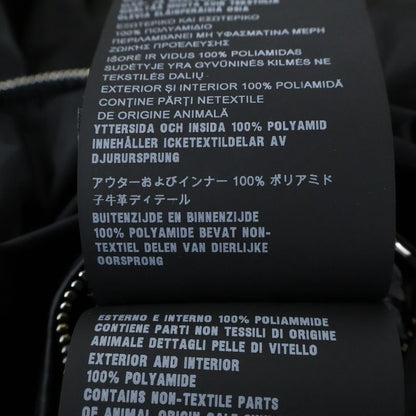 ΕΣΩΤΕΡΙΚΟ ΚΑΙ ΕΞΩΤΕΡΙΚΟ
100% ΠΟΛΥΑΜΙΔΙΟ
ΠΕΡΙΛΑΜΒΑΝΕΙ ΜΗ ΥΦΑΣΜΑΤΙΝΑ ΜΕΡΗ
ΖΩΙΚΗΣ ΠΡΟΕΛΕΥΣΗΣ
IŠORĖ IR VIDUS 100% POLIAMIDAS
SUDĖTYJE YRA GYVŪNINĖS KILMĖS NE
TEKSTILĖS DALIŲ
EXTERIOR ŞI INTERIOR 100% POLIAMIDĂ
CONŢINE PĂRŢI NETEXTILE
DE ORIGINE ANIMALĂ
YTTERSIDA OCH INSIDA 100% POLYAMID
INNEHÅLLER ICKETEXTILDELAR AV
DJURURSPRUNG
アウターおよびインナー 100% ポリアミド
子牛革ディテール
BUITENZIJDE EN BINNENZIJDE
100% POLYAMIDE BEVAT NON-
TEXTIEL DELEN VAN DIERLIJKE
OORSPRONG
ESTERNO E INTERNO 100% POLIAMMIDE
CONTIENE PARTI NON TESSILI DI ORIGINE
ANIMALE DETTAGLI PELLE DI VITELLO
EXTERIOR AND INTERIOR
100% POLYAMIDE
CONTAINS NON-TEXTILE PARTS
OF ANIMAL ORIGIN CALF